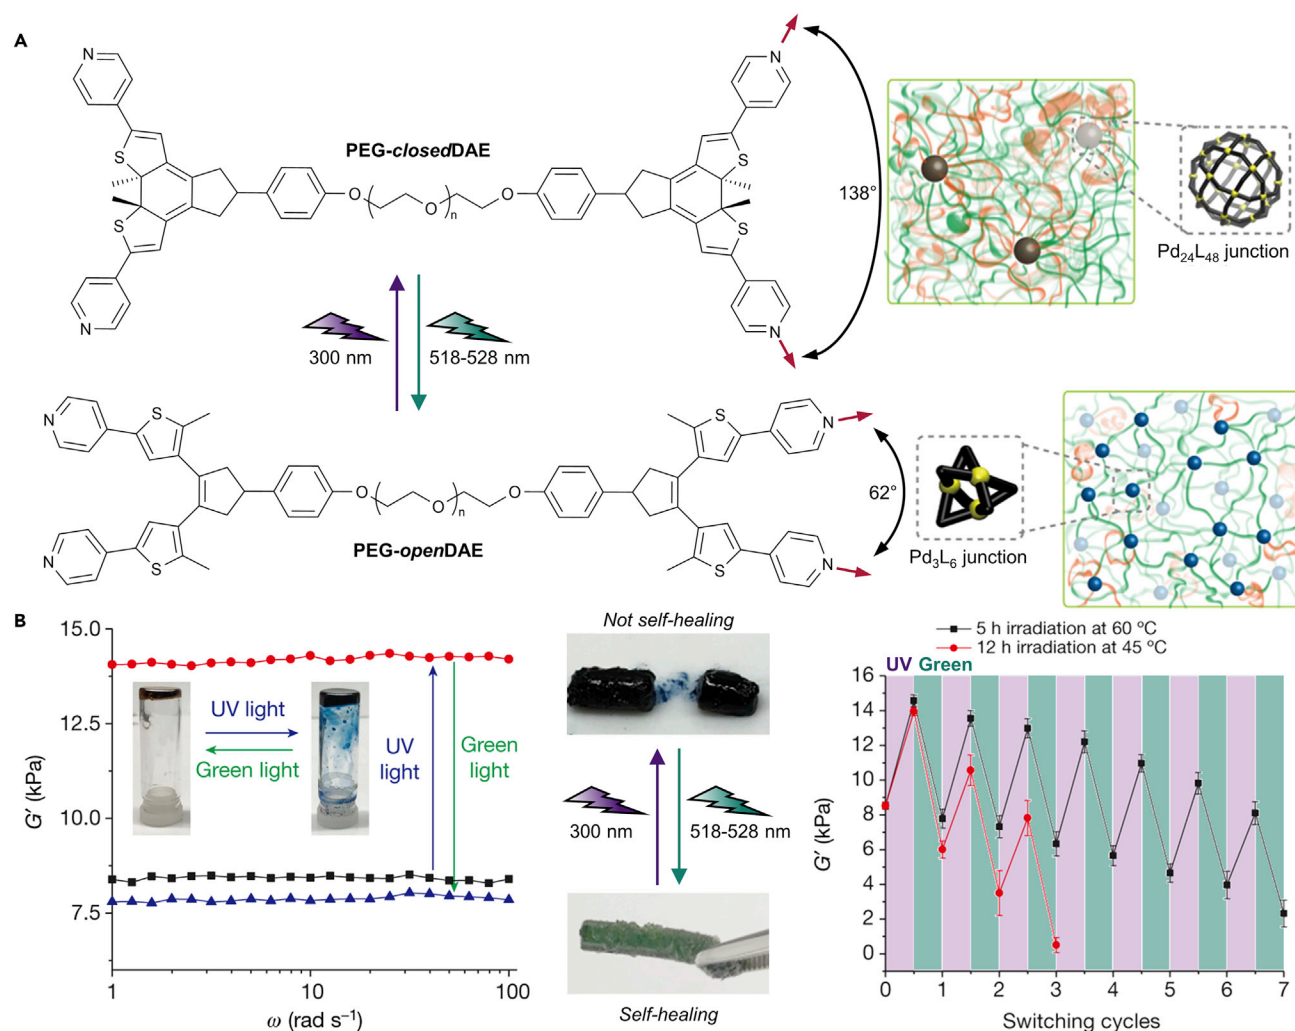 A
N
N
S
S
PEG-closedDAE
O
O
n
O
S
S
N
N
138°
Pd24L48 junction
300 nm
518-528 nm
N
S
N
S
O
O
n
O
PEG-openDAE
S
N
S
N
62°
Pd3L6 junction
B
15.0
12.5
10.0
7.5
G′ (kPa)
UV light
Green light
UV
light
Green
light
1
10
100
ω (rad s−1)
Not self-healing
300 nm
518-528 nm
Self-healing
5 h irradiation at 60 ºC
12 h irradiation at 45 ºC
UV Green
16
14
12
10
8
6
4
2
0
G′ (kPa)
0 1 2 3 4 5 6 7
Switching cycles